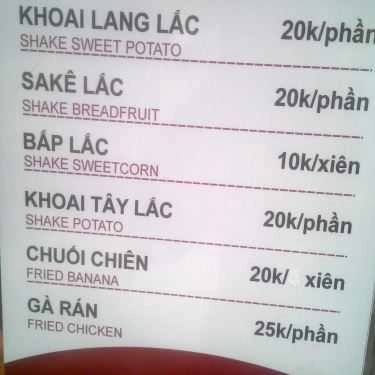 KHOAI LANG LẮC 20k/phần
SHAKE SWEET POTATO
SAKÊ LẮC 20k/phần
SHAKE BREADFRUIT
BẮP LẮC 10k/xiên
SHAKE SWEETCORN
KHOAI TÂY LẮC 20k/phần
SHAKE POTATO
CHUỐI CHIÊN 20k/ xiên
FRIED BANANA
GÀ RÁN 25k/phần
FRIED CHICKEN